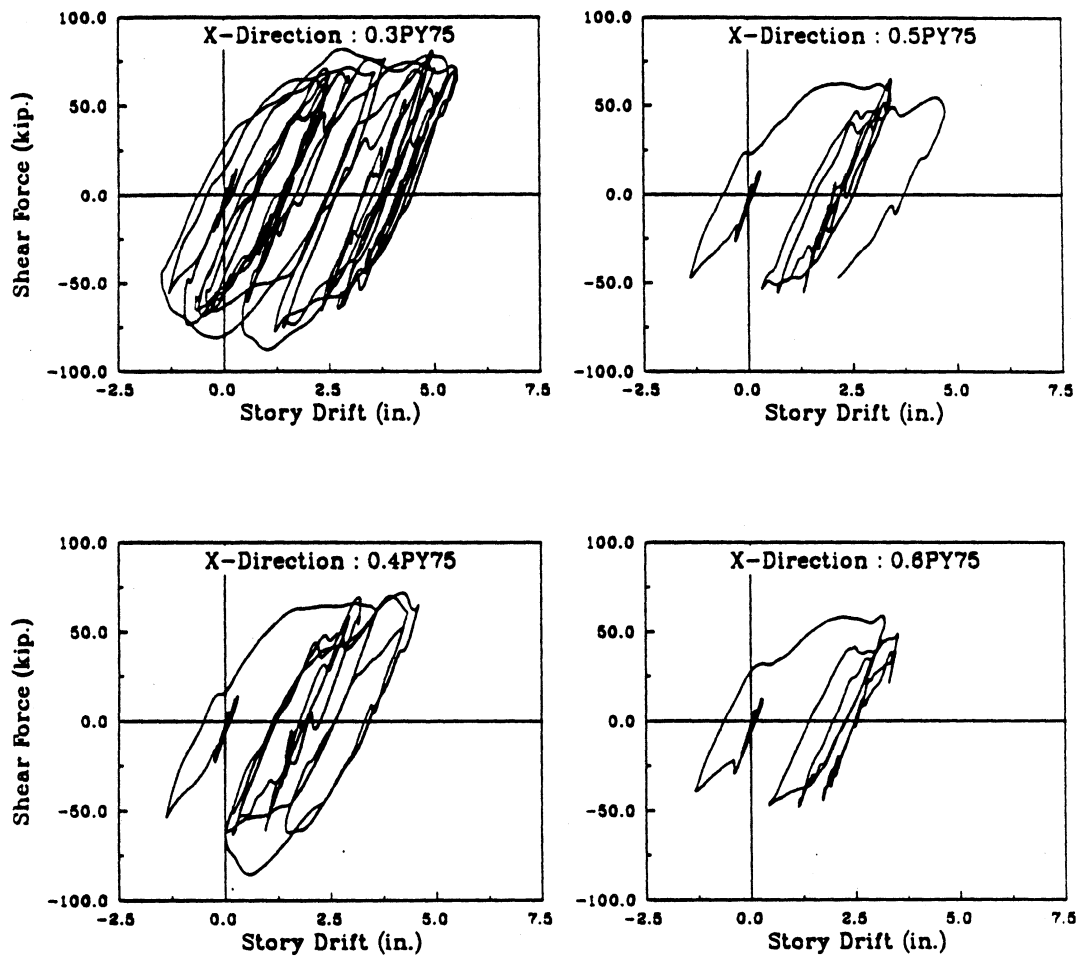 100.0
X-Direction : 0.3PY75
50.0
0.0
-50.0
-100.0
-2.5 0.0 2.5 5.0 7.5
Shear Force (kip.)
Story Drift (in.)
100.0
X-Direction : 0.5PY75
50.0
0.0
-50.0
-100.0
-2.5 0.0 2.5 5.0 7.5
Story Drift (in.)
100.0
X-Direction : 0.4PY75
50.0
0.0
-50.0
-100.0
-2.5 0.0 2.5 5.0 7.5
Shear Force (kip.)
Story Drift (in.)
100.0
X-Direction : 0.6PY75
50.0
0.0
-50.0
-100.0
-2.5 0.0 2.5 5.0 7.5
Story Drift (in.)